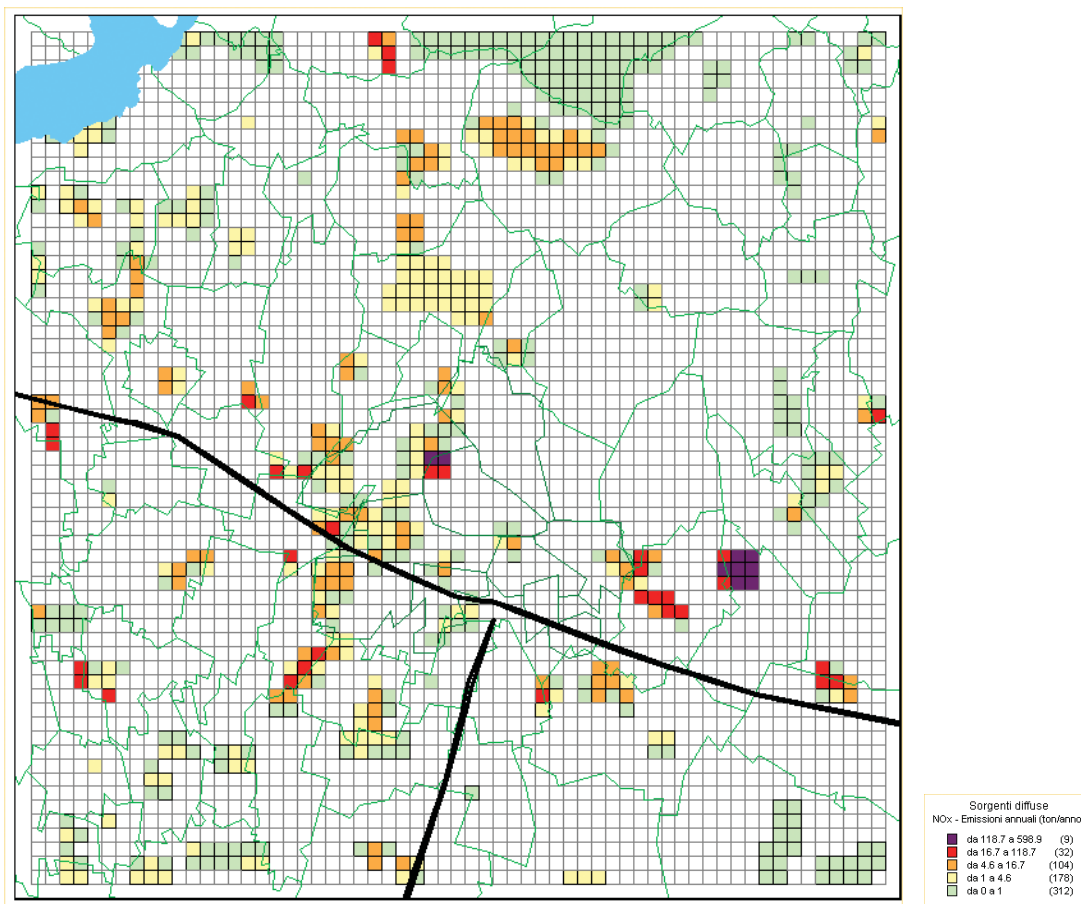 Sorgenti diffuse
NOx - Emissioni annuali (ton/anno
da 118.7 a 598.9 (9)
da 16.7 a 118.7 (32)
da 4.6 a 16.7 (104)
da 1 a 4.6 (178)
da 0 a 1 (312)